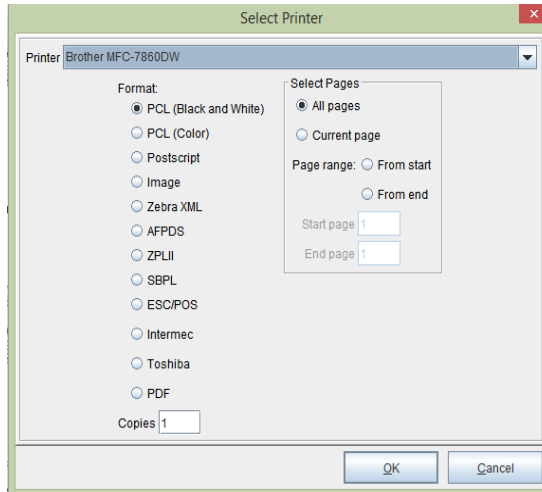 Select Printer
Printer Brother MFC-7860DW
Format:
PCL (Black and White)
PCL (Color)
Postscript
Image
Zebra XML
AFPDS
ZPLII
SBPL
ESC/POS
Intermec
Toshiba
PDF
Copies 1
Select Pages
All pages
Current page
Page range: From start
From end
Start page 1
End page 1
OK
Cancel